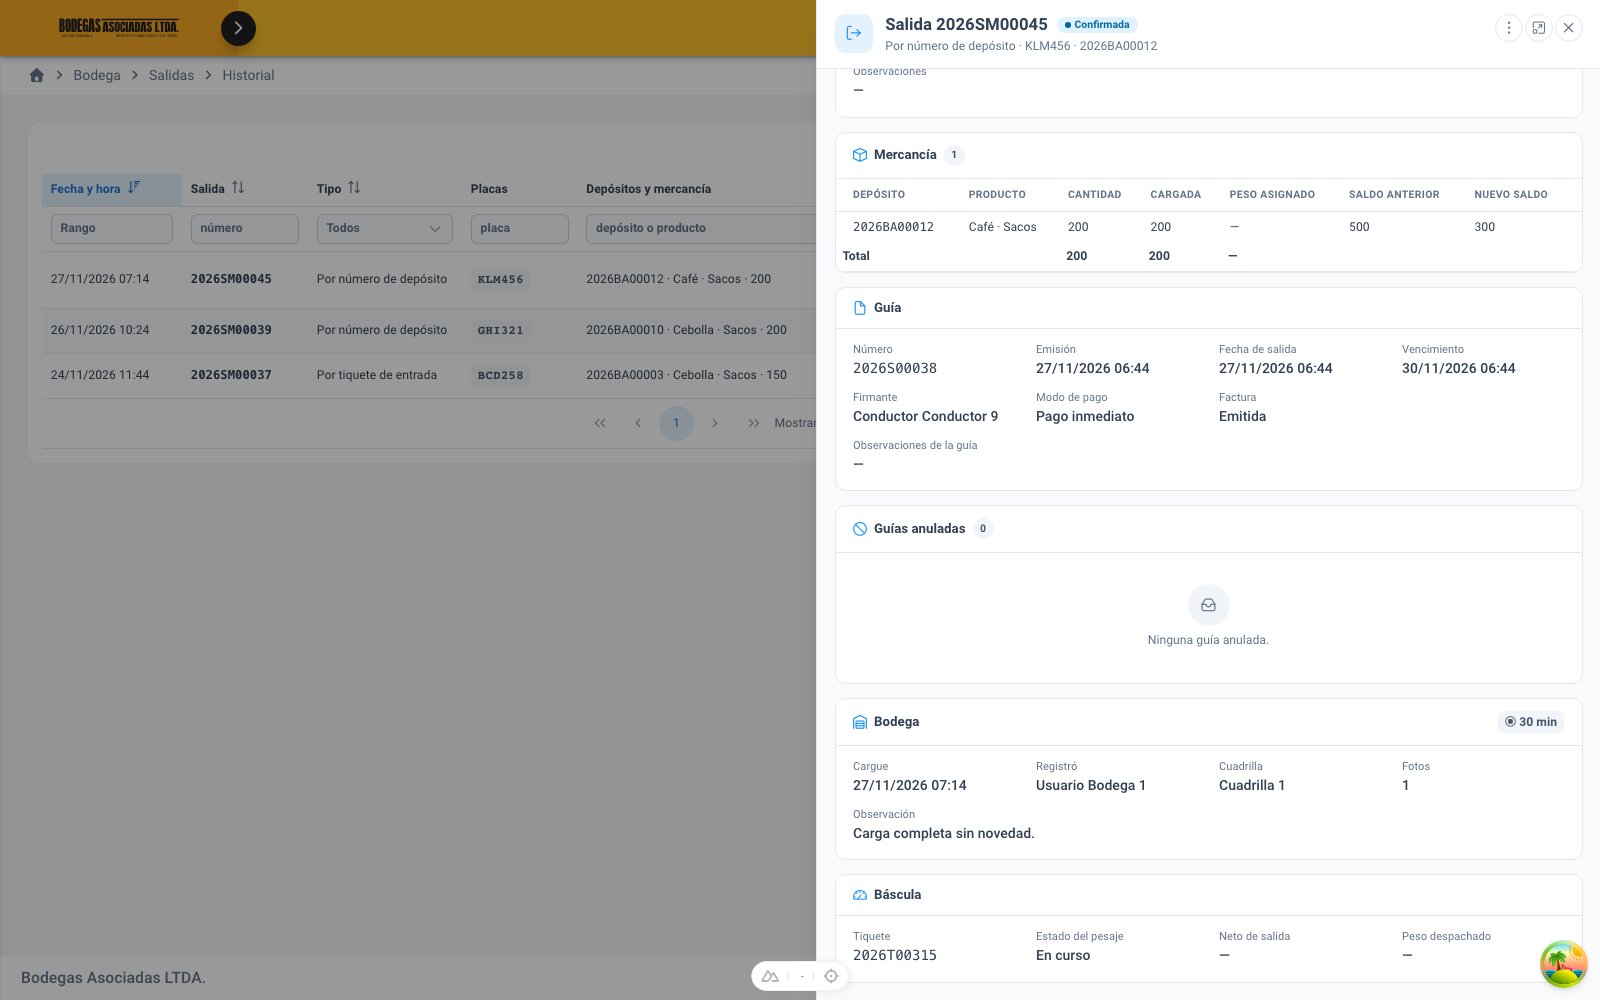 BODEGAS ASOCIADAS LTDA.
Bodega
Salidas
Historial
Fecha y hora
Salida
Tipo
Placas
Depósitos y mercancía
Rango
número
Todos
placa
depósito o producto
27/11/2026 07:14
2026SM00045
Por número de depósito
KLM456
2026BA00012 · Café · Sacos · 200
26/11/2026 10:24
2026SM00039
Por número de depósito
GHI321
2026BA00010 · Cebolla · Sacos · 200
24/11/2026 11:44
2026SM00037
Por tiquete de entrada
BCD258
2026BA00003 · Cebolla · Sacos · 150
1
Mostrar
Bodegas Asociadas LTDA.
Salida 2026SM00045
Confirmada
Por número de depósito · KLM456 · 2026BA00012
Observaciones
—
Mercancía 1
DEPÓSITO PRODUCTO CANTIDAD CARGADA PESO ASIGNADO SALDO ANTERIOR NUEVO SALDO
2026BA00012 Café · Sacos 200 200 — 500 300
Total 200 200 —
Guía
Número
2026S00038
Emisión
27/11/2026 06:44
Fecha de salida
27/11/2026 06:44
Vencimiento
30/11/2026 06:44
Firmante
Conductor Conductor 9
Modo de pago
Pago inmediato
Factura
Emitida
Observaciones de la guía
—
Guías anuladas 0
Ninguna guía anulada.
Bodega
30 min
Cargue
27/11/2026 07:14
Registró
Usuario Bodega 1
Cuadrilla
Cuadrilla 1
Fotos
1
Observación
Carga completa sin novedad.
Báscula
Tiquete
2026T00315
Estado del pesaje
En curso
Neto de salida
—
Peso despachado
—